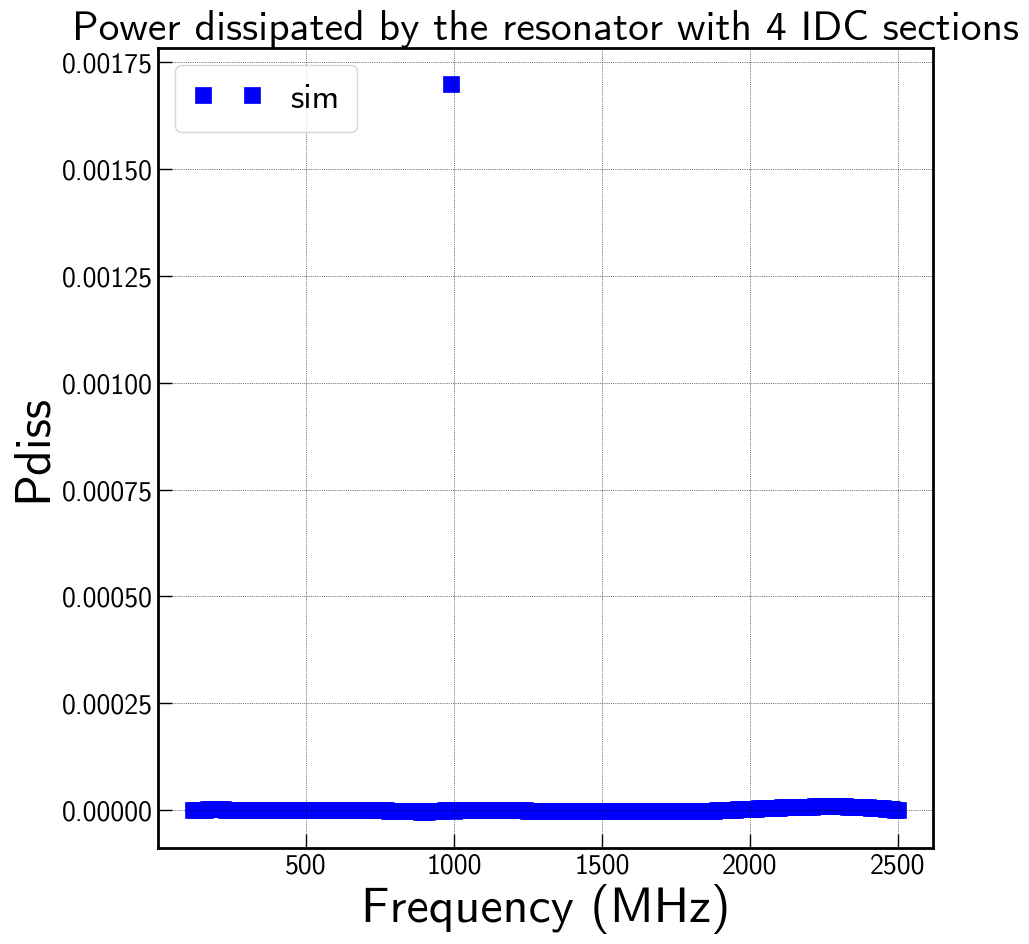 Power dissipated by the resonator with 4 IDC sections
sim
Pdiss
0.00175
0.00150
0.00125
0.00100
0.00075
0.00050
0.00025
0.00000
500 1000 1500 2000 2500
Frequency (MHz)